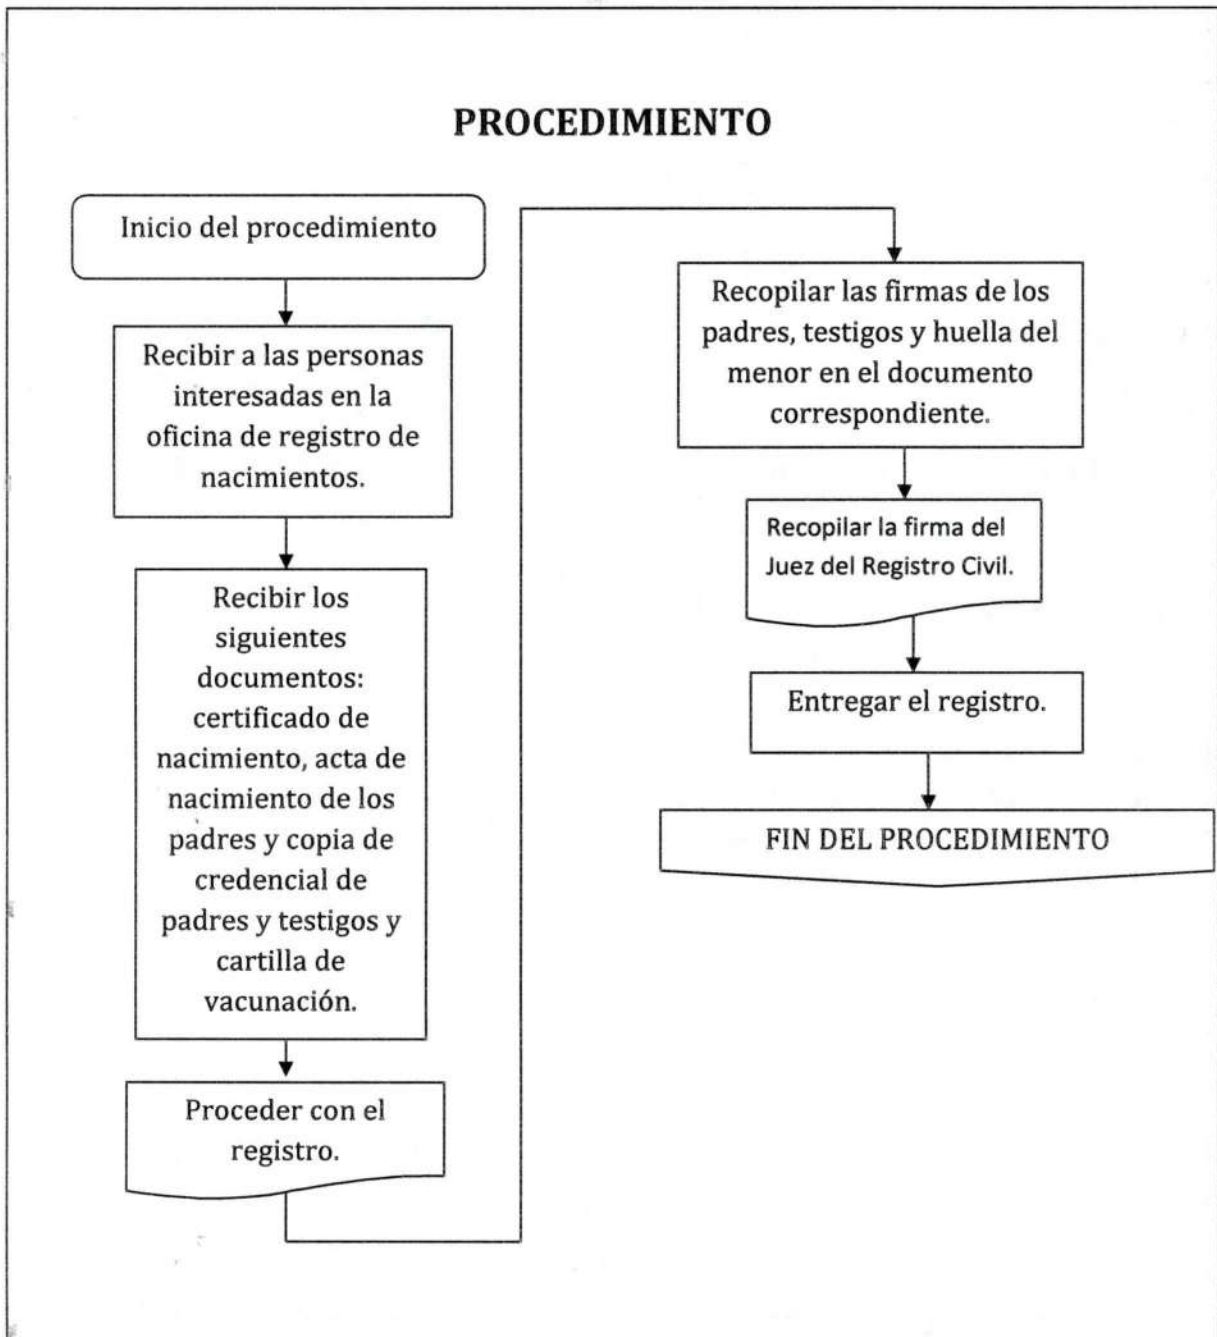 PROCEDIMIENTO
Inicio del procedimiento
Recibir a las personas
interesadas en la
oficina de registro de
nacimientos.
Recibir los
siguientes
documentos:
certificado de
nacimiento, acta de
nacimiento de los
padres y copia de
credencial de
padres y testigos y
cartilla de
vacunación.
Proceder con el
registro.
Recopilar las firmas de los
padres, testigos y huella del
menor en el documento
correspondiente.
Recopilar la firma del
Juez del Registro Civil.
Entregar el registro.
FIN DEL PROCEDIMIENTO